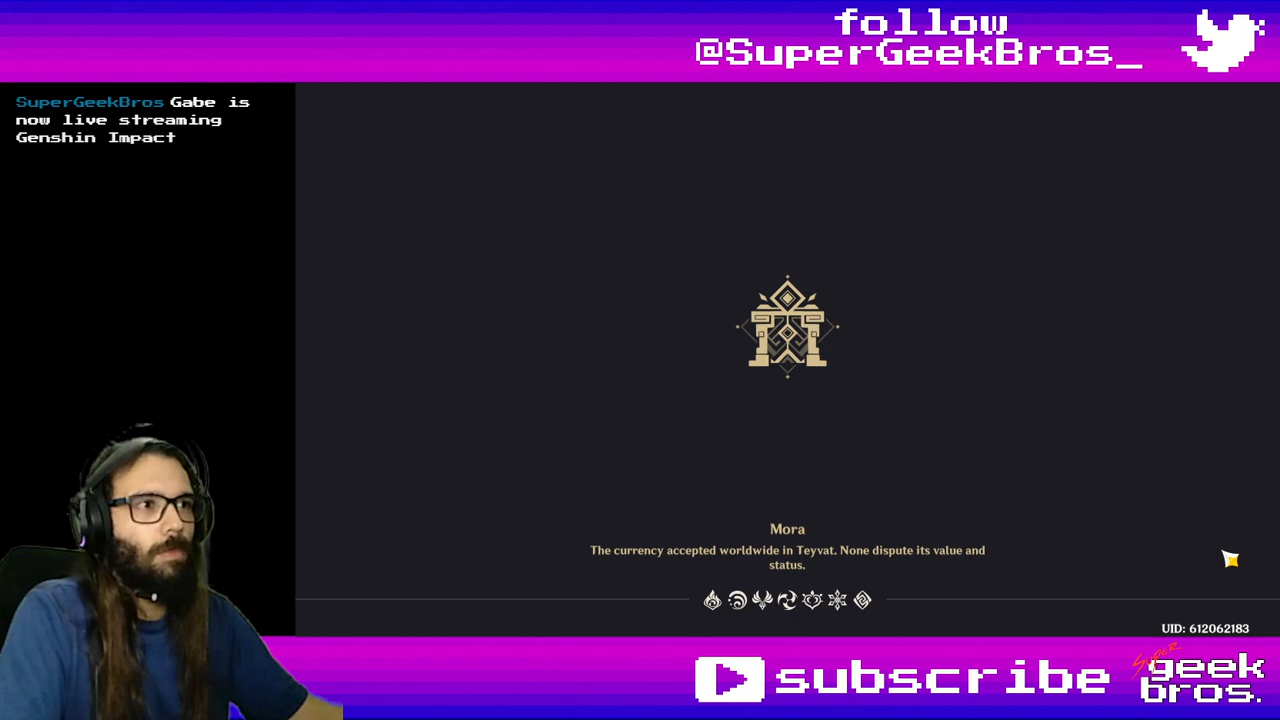 follow
@SuperGeekBros_
SuperGeekBros Gabe is
now live streaming
Genshin Impact
Mora
The currency accepted worldwide in Teyvat. None dispute its value and
status.
UID: 612062183
subscribe
super
geek
bros.